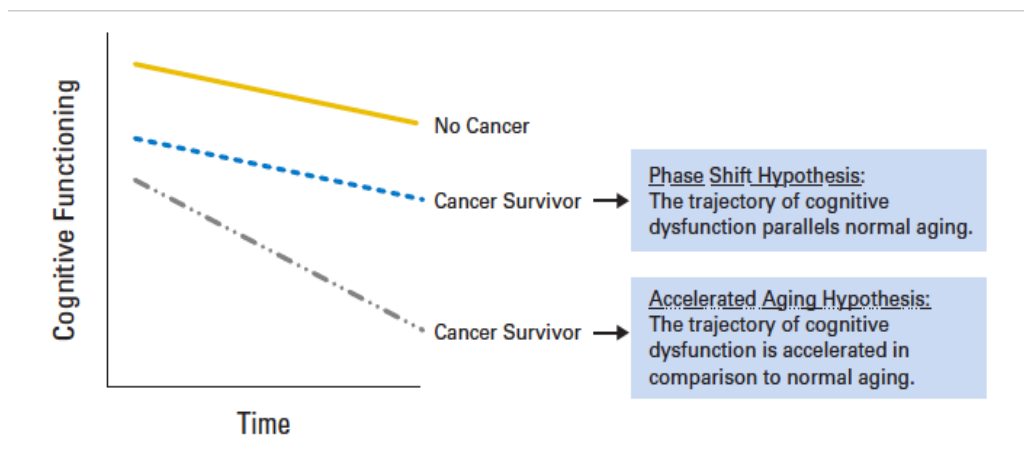 Cognitive Functioning
No Cancer
Cancer Survivor
Phase Shift Hypothesis:
The trajectory of cognitive
dysfunction parallels normal aging.
Cancer Survivor
Accelerated Aging Hypothesis:
The trajectory of cognitive
dysfunction is accelerated in
comparison to normal aging.
Time